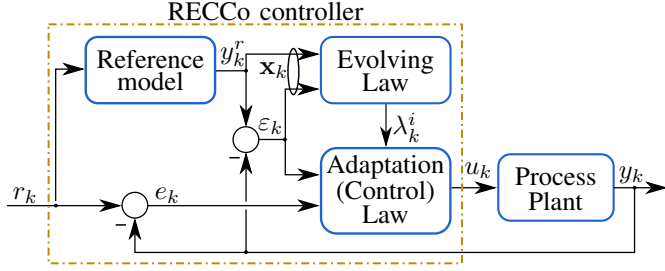 RECCo controller
Reference
model
y_k^r
x_k
Evolving
Law
ε_k
λ_k^i
r_k
-
e_k
-
Adaptation
(Control)
Law
u_k
Process
Plant
y_k